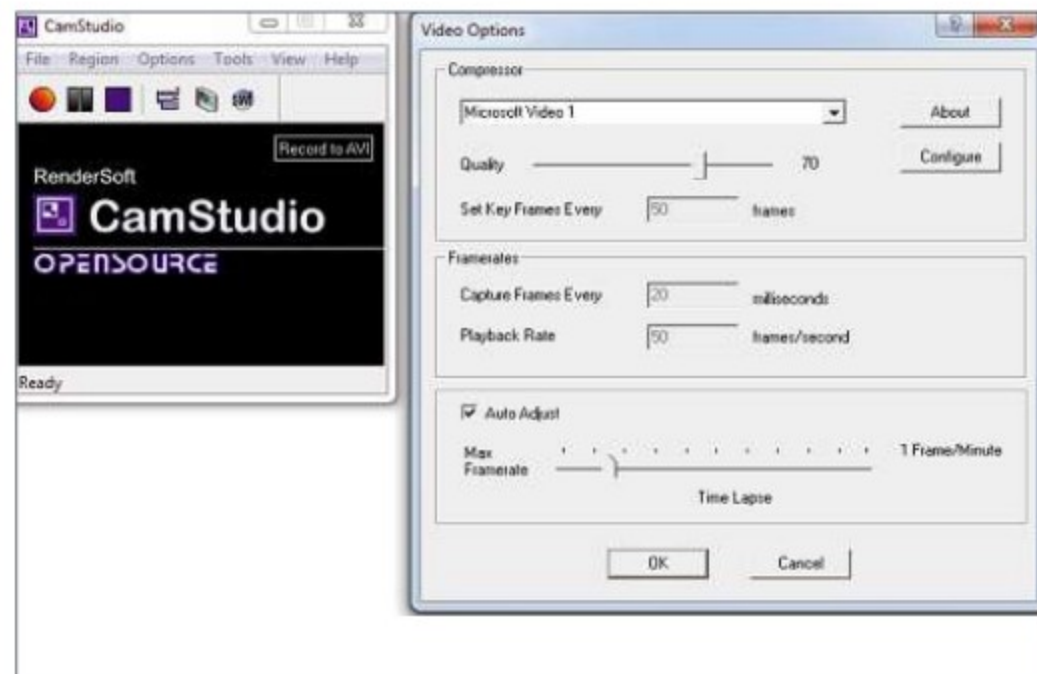 CamStudio
File Region Options Tools View Help
Record to AVI
RenderSoft
CamStudio
OPENSOURCE
Ready
Video Options
Compressor
Microsoft Video 1
About
Quality
70
Configure
Set Key Frames Every
50
frames
Framerates
Capture Frames Every
20
milliseconds
Playback Rate
50
frames/second
Auto Adjust
Max
Framerate
1 Frame/Minute
Time Lapse
OK
Cancel